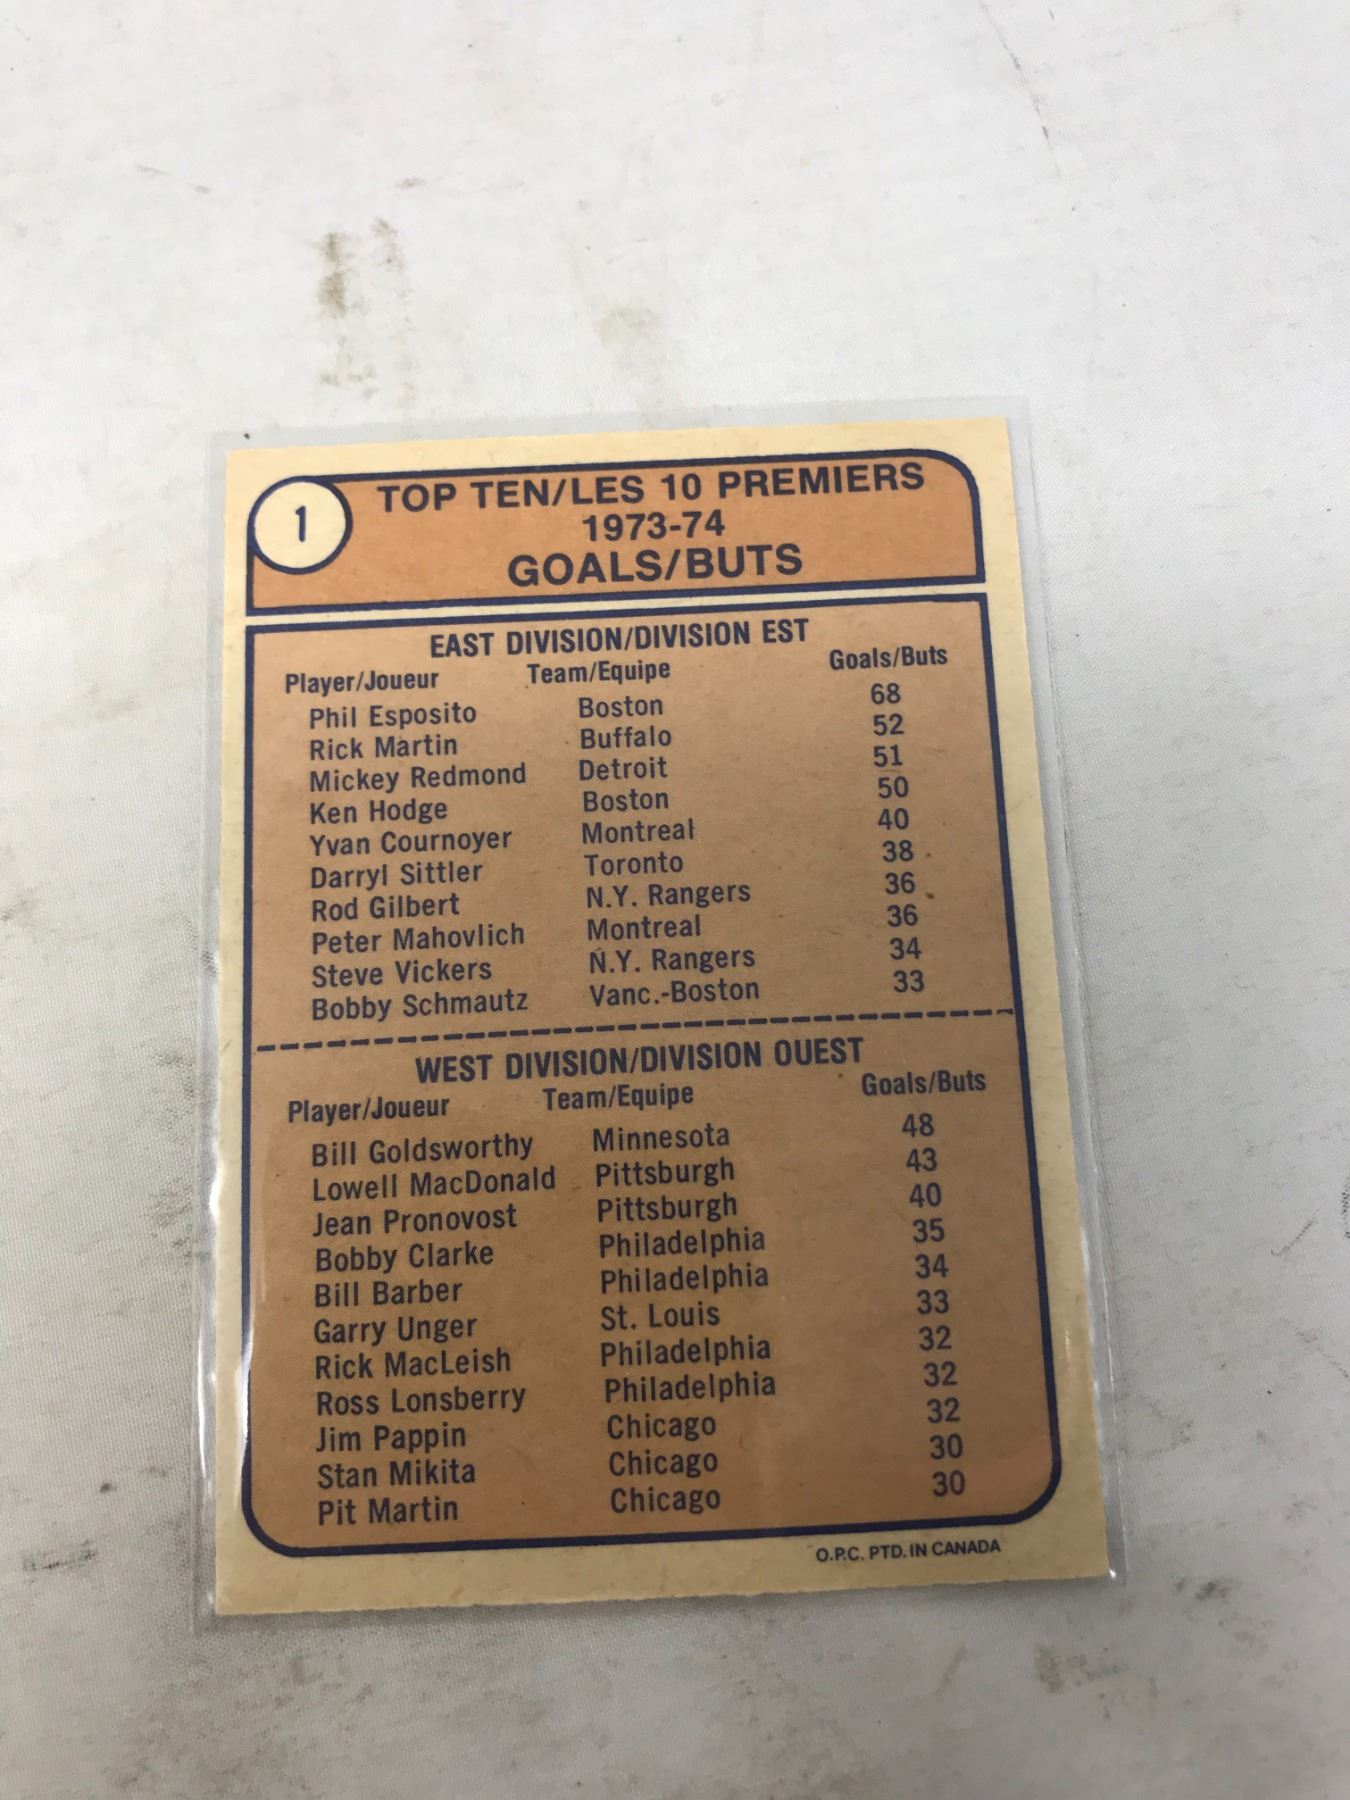 1
TOP TEN/LES 10 PREMIERS
1973-74
GOALS/BUTS
EAST DIVISION/DIVISION EST
Player/Joueur Team/Equipe Goals/Buts
Phil Esposito Boston 68
Rick Martin Buffalo 52
Mickey Redmond Detroit 51
Ken Hodge Boston 50
Yvan Cournoyer Montreal 40
Darryl Sittler Toronto 38
Rod Gilbert N.Y. Rangers 36
Peter Mahovlich Montreal 36
Steve Vickers N.Y. Rangers 34
Bobby Schmautz Vanc.-Boston 33
WEST DIVISION/DIVISION OUEST
Player/Joueur Team/Equipe Goals/Buts
Bill Goldsworthy Minnesota 48
Lowell MacDonald Pittsburgh 43
Jean Pronovost Pittsburgh 40
Bobby Clarke Philadelphia 35
Bill Barber Philadelphia 34
Garry Unger St. Louis 33
Rick MacLeish Philadelphia 32
Ross Lonsberry Philadelphia 32
Jim Pappin Chicago 32
Stan Mikita Chicago 30
Pit Martin Chicago 30
O.P.C. PTD. IN CANADA